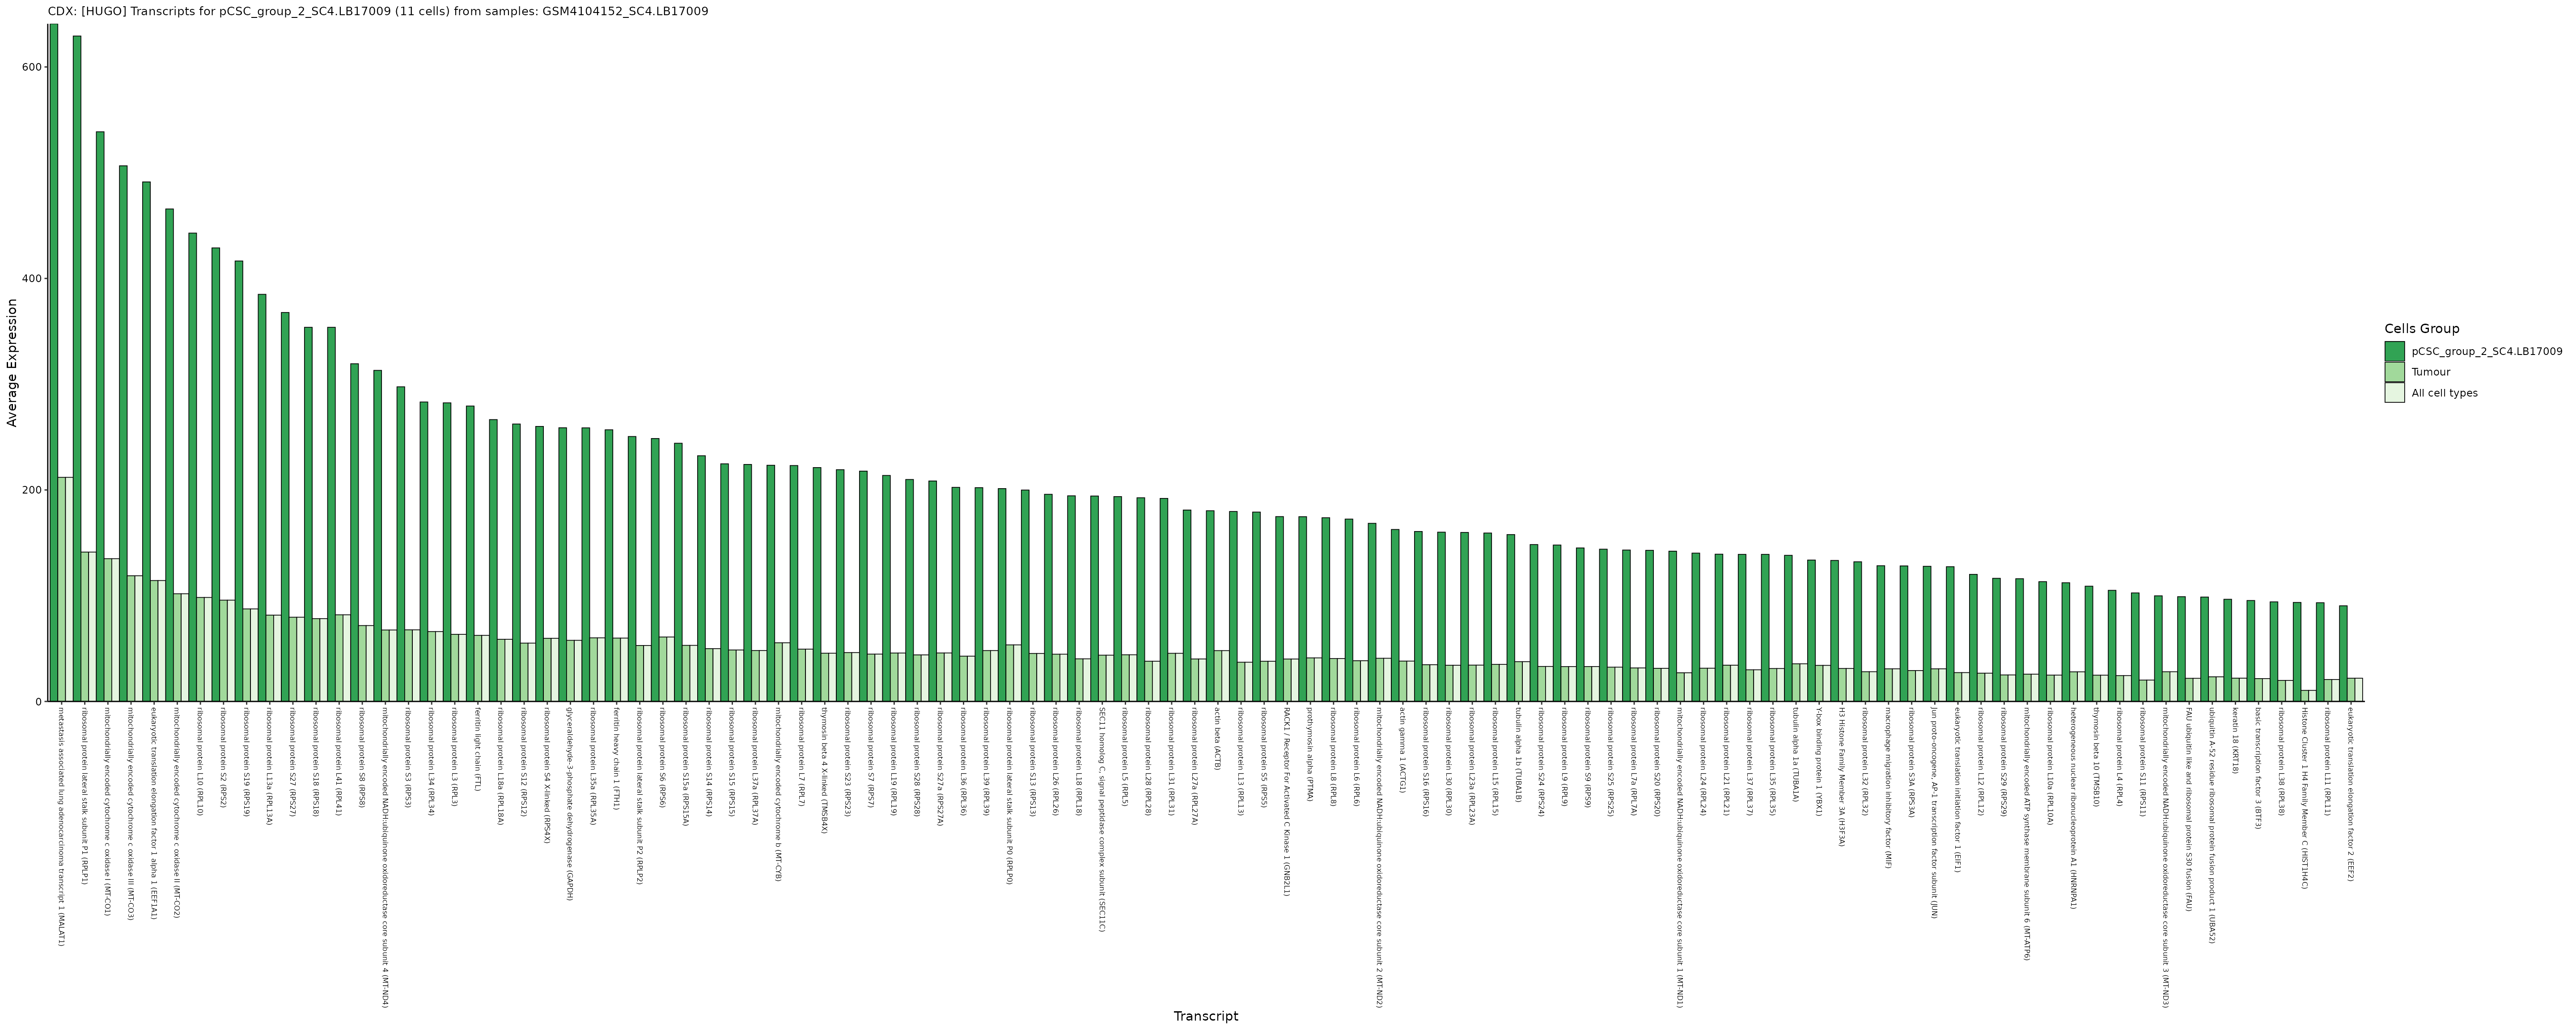 CDX: [HUGO] Transcripts for pCSC_group_2_SC4.LB17009 (11 cells) from samples: GSM4104152_SC4.LB17009
Average Expression
600
400
200
0
Cells Group
pCSC_group_2_SC4.LB17009
Tumour
All cell types
metastasis associated lung adenocarcinoma transcript 1 (MALAT1)
ribosomal protein lateral stalk subunit P1 (RPLP1)
mitochondrially encoded cytochrome c oxidase I (MT-CO1)
mitochondrially encoded cytochrome c oxidase III (MT-CO3)
eukaryotic translation elongation factor 1 alpha 1 (EEF1A1)
mitochondrially encoded cytochrome c oxidase II (MT-CO2)
ribosomal protein L10 (RPL10)
ribosomal protein S2 (RPS2)
ribosomal protein S19 (RPS19)
ribosomal protein L13a (RPL13A)
ribosomal protein S27 (RPS27)
ribosomal protein S18 (RPS18)
ribosomal protein L41 (RPL41)
ribosomal protein S8 (RPS8)
mitochondrially encoded NADH:ubiquinone oxidoreductase core subunit 4 (MT-ND4)
ribosomal protein S3 (RPS3)
ribosomal protein L34 (RPL34)
ribosomal protein L3 (RPL3)
ferritin light chain (FTL)
ribosomal protein L18a (RPL18A)
ribosomal protein S12 (RPS12)
ribosomal protein S4 X-linked (RPS4X)
glyceraldehyde-3-phosphate dehydrogenase (GAPDH)
ribosomal protein L35a (RPL35A)
ferritin heavy chain 1 (FTH1)
ribosomal protein lateral stalk subunit P2 (RPLP2)
ribosomal protein S6 (RPS6)
ribosomal protein S15a (RPS15A)
ribosomal protein S14 (RPS14)
ribosomal protein S15 (RPS15)
ribosomal protein L37a (RPL37A)
mitochondrially encoded cytochrome b (MT-CYB)
ribosomal protein L7 (RPL7)
thymosin beta 4 X-linked (TMSB4X)
ribosomal protein S23 (RPS23)
ribosomal protein S7 (RPS7)
ribosomal protein L19 (RPL19)
ribosomal protein S28 (RPS28)
ribosomal protein S27a (RPS27A)
ribosomal protein L36 (RPL36)
ribosomal protein L39 (RPL39)
ribosomal protein lateral stalk subunit P0 (RPLP0)
ribosomal protein S13 (RPS13)
ribosomal protein L26 (RPL26)
ribosomal protein L18 (RPL18)
SEC11 homolog C, signal peptidase complex subunit (SEC11C)
ribosomal protein L5 (RPL5)
ribosomal protein L28 (RPL28)
ribosomal protein L31 (RPL31)
ribosomal protein L27a (RPL27A)
actin beta (ACTB)
ribosomal protein L13 (RPL13)
ribosomal protein S5 (RPS5)
RACK1 / Receptor For Activated C Kinase 1 (GNB2L1)
prothymosin alpha (PTMA)
ribosomal protein L8 (RPL8)
ribosomal protein L6 (RPL6)
mitochondrially encoded NADH:ubiquinone oxidoreductase core subunit 2 (MT-ND2)
actin gamma 1 (ACTG1)
ribosomal protein S16 (RPS16)
ribosomal protein L30 (RPL30)
ribosomal protein L23a (RPL23A)
ribosomal protein L15 (RPL15)
tubulin alpha 1b (TUBA1B)
ribosomal protein S24 (RPS24)
ribosomal protein L9 (RPL9)
ribosomal protein S9 (RPS9)
ribosomal protein S25 (RPS25)
ribosomal protein L7a (RPL7A)
ribosomal protein S20 (RPS20)
mitochondrially encoded NADH:ubiquinone oxidoreductase core subunit 1 (MT-ND1)
ribosomal protein L24 (RPL24)
ribosomal protein L21 (RPL21)
ribosomal protein L37 (RPL37)
ribosomal protein L35 (RPL35)
tubulin alpha 1a (TUBA1A)
Y-box binding protein 1 (YBX1)
H3 Histone Family Member 3A (H3F3A)
ribosomal protein L32 (RPL32)
macrophage migration inhibitory factor (MIF)
ribosomal protein S3A (RPS3A)
Jun proto-oncogene, AP-1 transcription factor subunit (JUN)
eukaryotic translation initiation factor 1 (EIF1)
ribosomal protein L12 (RPL12)
ribosomal protein S29 (RPS29)
mitochondrially encoded ATP synthase membrane subunit 6 (MT-ATP6)
ribosomal protein L10a (RPL10A)
heterogeneous nuclear ribonucleoprotein A1 (HNRNPA1)
thymosin beta 10 (TMSB10)
ribosomal protein L4 (RPL4)
ribosomal protein S11 (RPS11)
mitochondrially encoded NADH:ubiquinone oxidoreductase core subunit 3 (MT-ND3)
FAU ubiquitin like and ribosomal protein S30 fusion (FAU)
ubiquitin A-52 residue ribosomal protein fusion product 1 (UBA52)
keratin 18 (KRT18)
basic transcription factor 3 (BTF3)
ribosomal protein L38 (RPL38)
Histone Cluster 1 H4 Family Member C (HIST1H4C)
ribosomal protein L11 (RPL11)
eukaryotic translation elongation factor 2 (EEF2)
Transcript